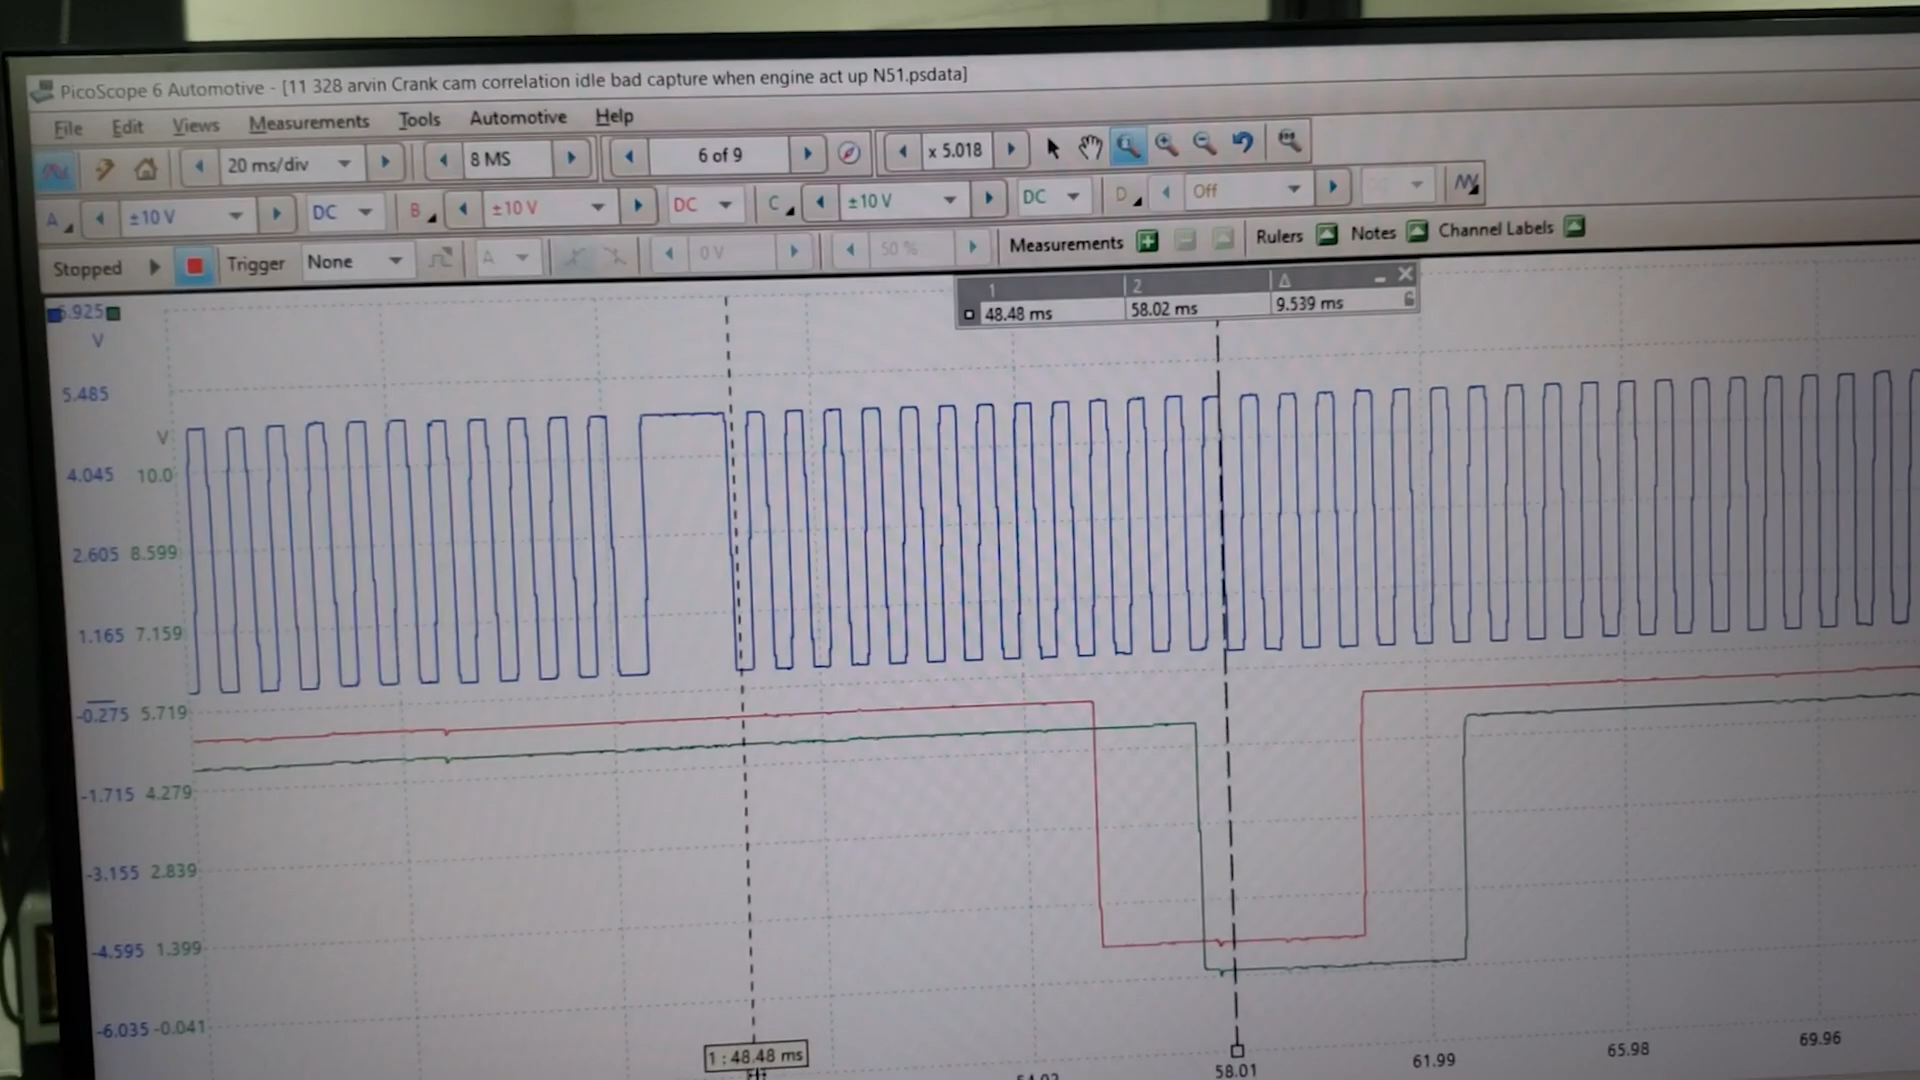 PicoScope 6 Automotive - [11 328 arvin Crank cam correlation idle bad capture when engine act up N51.psdata]
File Edit Views Measurements Tools Automotive Help
20 ms/div 8 MS 6 of 9 x 5.018
A ±10 V DC B ±10 V DC C ±10 V DC D Off
Stopped Trigger None A 0 V 50 % Measurements Rulers Notes Channel Labels
1 2 Δ
48.48 ms 58.02 ms 9.539 ms
V
5.485
V
4.045 10.0
2.605 8.599
1.165 7.159
-0.275 5.719
-1.715 4.279
-3.155 2.839
-4.595 1.399
-6.035 -0.041
1 : 48.48 ms
58.01 61.99 65.98 69.96